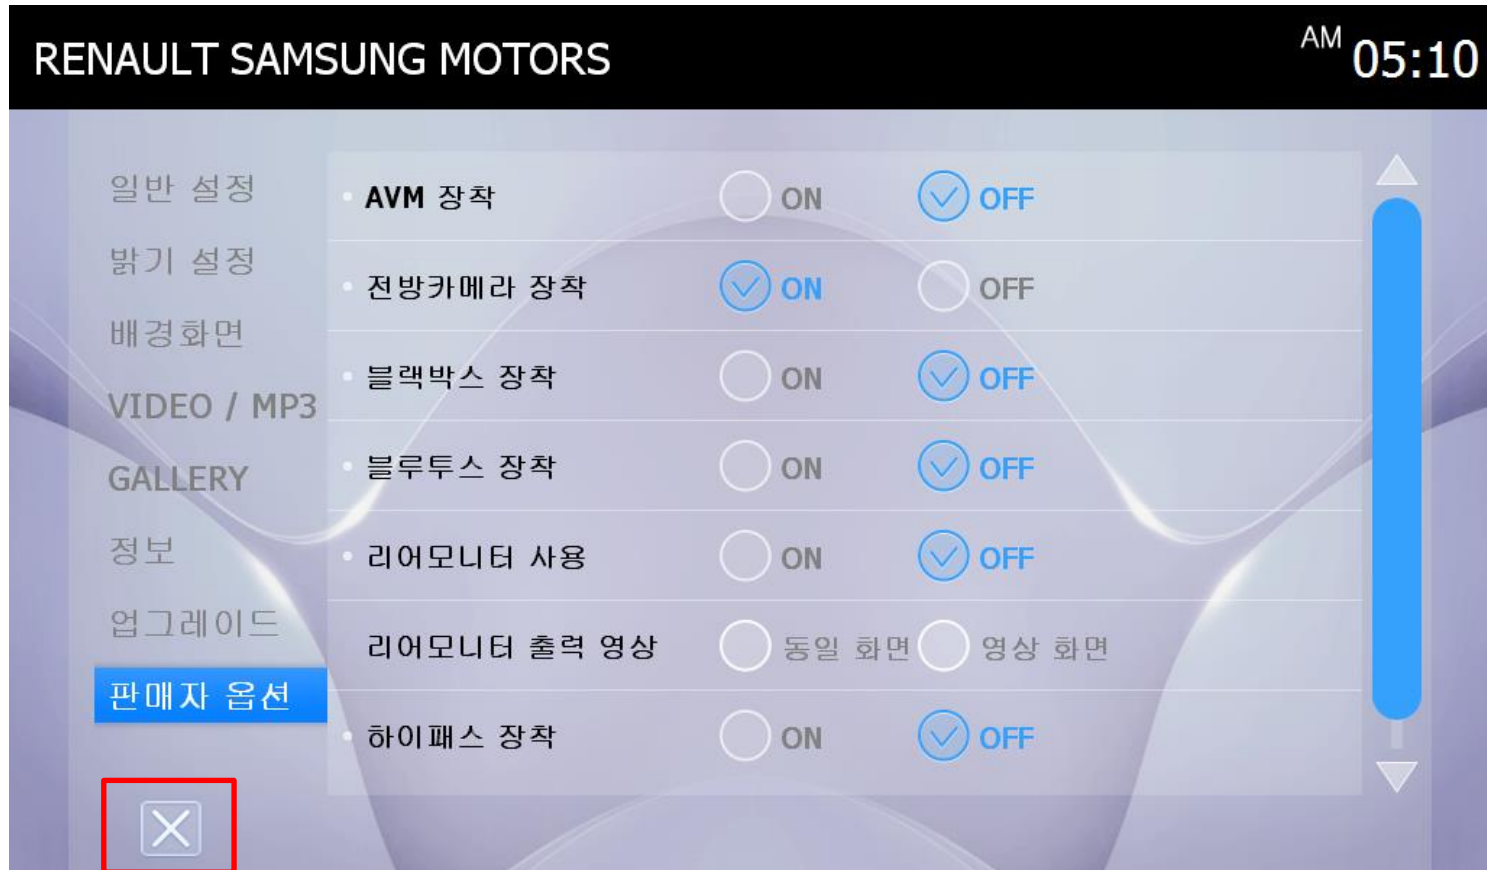 RENAULT SAMSUNG MOTORS
AM 05:10
일반 설정
밝기 설정
배경화면
VIDEO / MP3
GALLERY
정보
업그레이드
판매자 옵션
AVM 장착 ON OFF
전방카메라 장착 ON OFF
블랙박스 장착 ON OFF
블루투스 장착 ON OFF
리어모니터 사용 ON OFF
리어모니터 출력 영상 동일 화면 영상 화면
하이패스 장착 ON OFF